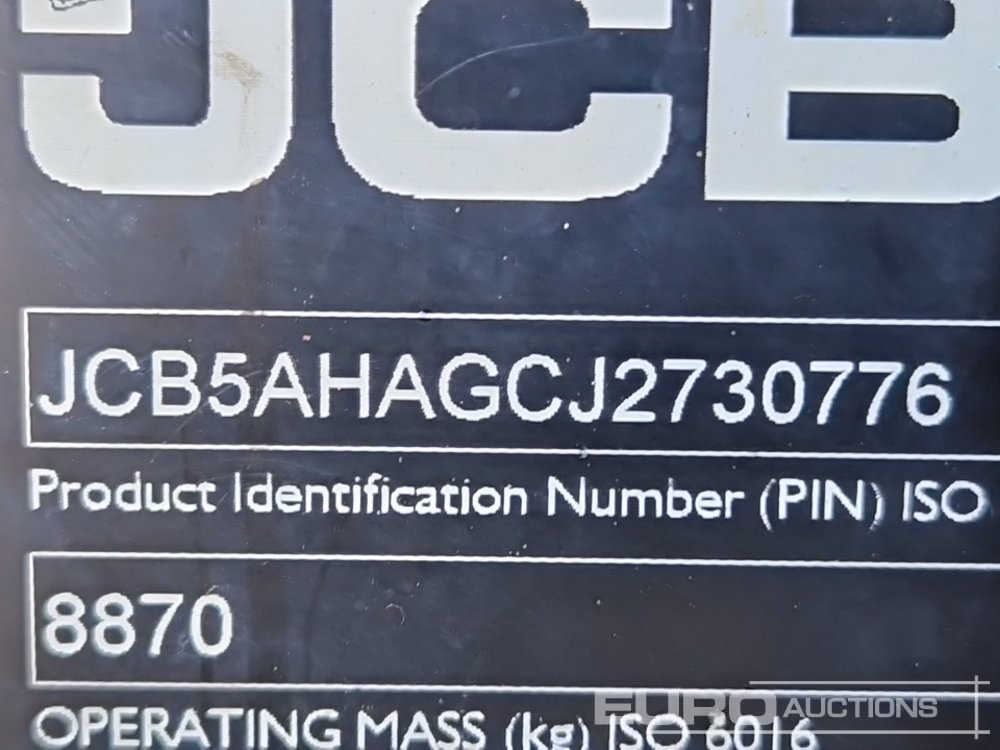 JCB
JCB5AHAGCJ2730776
Product Identification Number (PIN) ISO
8870
OPERATING MASS (kg) ISO 6016
EURO AUCTIONS